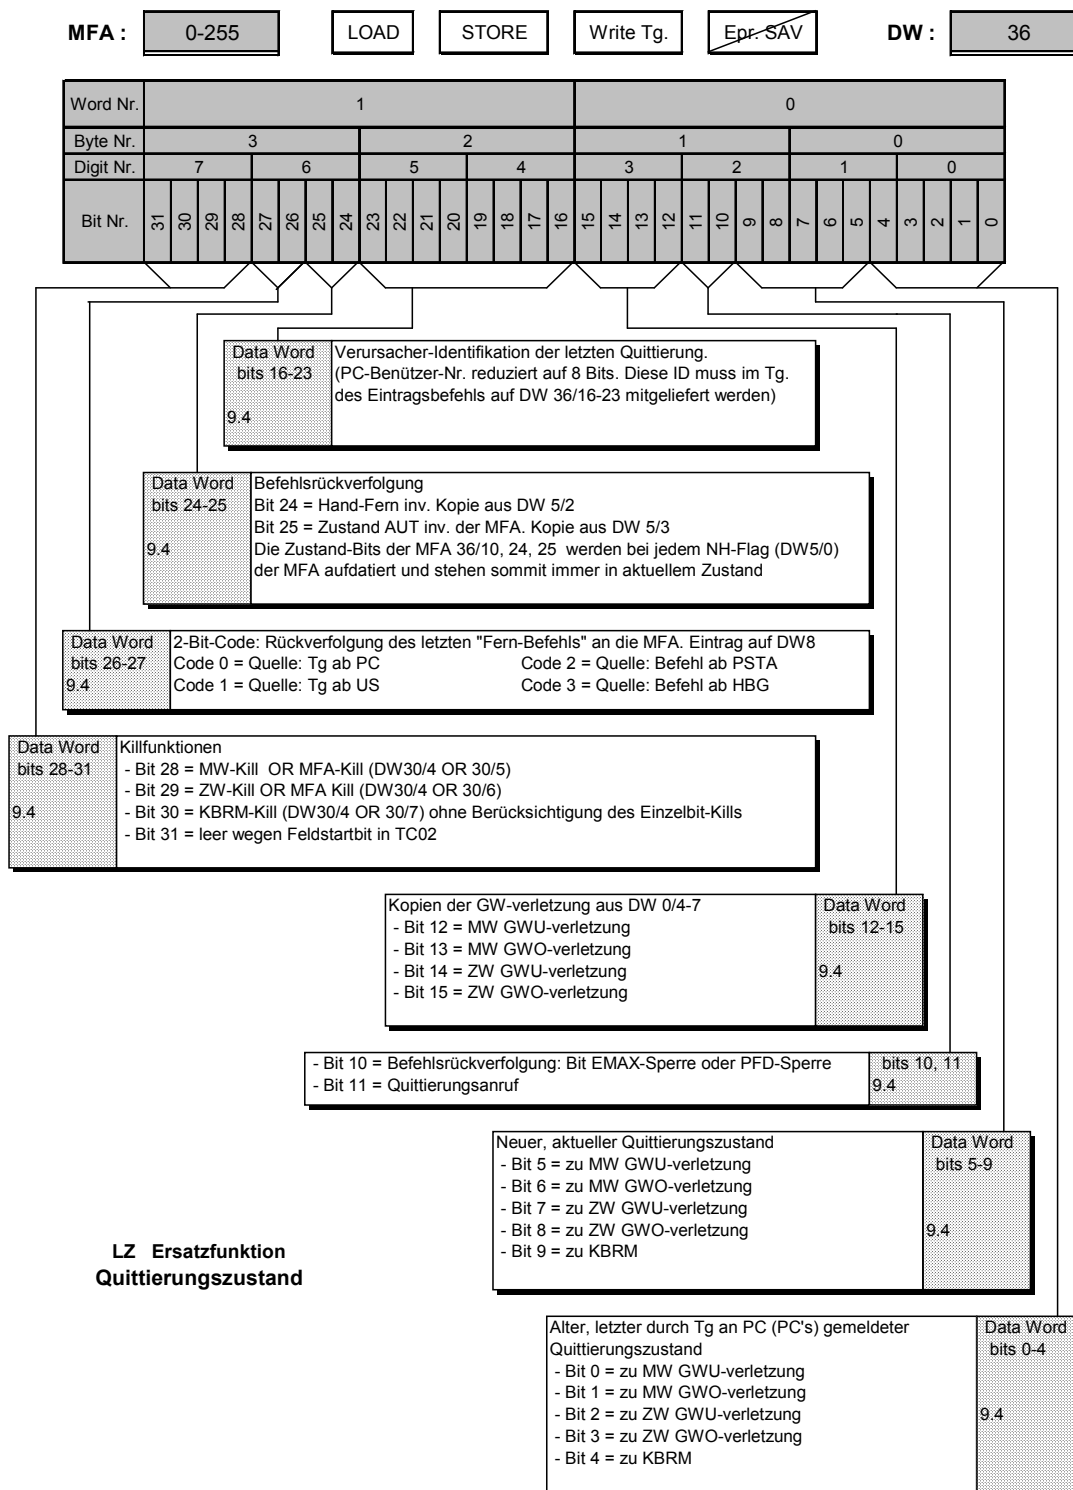 MFA : 0-255 LOAD STORE Write Tg. Epr. SAV DW : 36
Word Nr. 1 0
Byte Nr. 3 2 1 0
Digit Nr. 7 6 5 4 3 2 1 0
Bit Nr. 31 30 29 28 27 26 25 24 23 22 21 20 19 18 17 16 15 14 13 12 11 10 9 8 7 6 5 4 3 2 1 0
Data Word
bits 16-23
9.4
Verursacher-Identifikation der letzten Quittierung.
(PC-Benützer-Nr. reduziert auf 8 Bits. Diese ID muss im Tg.
des Eintragsbefehls auf DW 36/16-23 mitgeliefert werden)
Data Word
bits 24-25
9.4
Befehlsrückverfolgung
Bit 24 = Hand-Fern inv. Kopie aus DW 5/2
Bit 25 = Zustand AUT inv. der MFA. Kopie aus DW 5/3
Die Zustand-Bits der MFA 36/10, 24, 25 werden bei jedem NH-Flag (DW5/0)
der MFA aufdatiert und stehen sommit immer in aktuellem Zustand
Data Word
bits 26-27
9.4
2-Bit-Code: Rückverfolgung des letzten "Fern-Befehls" an die MFA. Eintrag auf DW8
Code 0 = Quelle: Tg ab PC Code 2 = Quelle: Befehl ab PSTA
Code 1 = Quelle: Tg ab US Code 3 = Quelle: Befehl ab HBG
Data Word
bits 28-31
9.4
Killfunktionen
- Bit 28 = MW-Kill OR MFA-Kill (DW30/4 OR 30/5)
- Bit 29 = ZW-Kill OR MFA Kill (DW30/4 OR 30/6)
- Bit 30 = KBRM-Kill (DW30/4 OR 30/7) ohne Berücksichtigung des Einzelbit-Kills
- Bit 31 = leer wegen Feldstartbit in TC02
Kopien der GW-verletzung aus DW 0/4-7
- Bit 12 = MW GWU-verletzung
- Bit 13 = MW GWO-verletzung
- Bit 14 = ZW GWU-verletzung
- Bit 15 = ZW GWO-verletzung
Data Word
bits 12-15
9.4
- Bit 10 = Befehlsrückverfolgung: Bit EMAX-Sperre oder PFD-Sperre
- Bit 11 = Quittierungsanruf
bits 10, 11
9.4
Neuer, aktueller Quittierungszustand
- Bit 5 = zu MW GWU-verletzung
- Bit 6 = zu MW GWO-verletzung
- Bit 7 = zu ZW GWU-verletzung
- Bit 8 = zu ZW GWO-verletzung
- Bit 9 = zu KBRM
Data Word
bits 5-9
9.4
LZ Ersatzfunktion
Quittierungszustand
Alter, letzter durch Tg an PC (PC's) gemeldeter
Quittierungszustand
- Bit 0 = zu MW GWU-verletzung
- Bit 1 = zu MW GWO-verletzung
- Bit 2 = zu ZW GWU-verletzung
- Bit 3 = zu ZW GWO-verletzung
- Bit 4 = zu KBRM
Data Word
bits 0-4
9.4